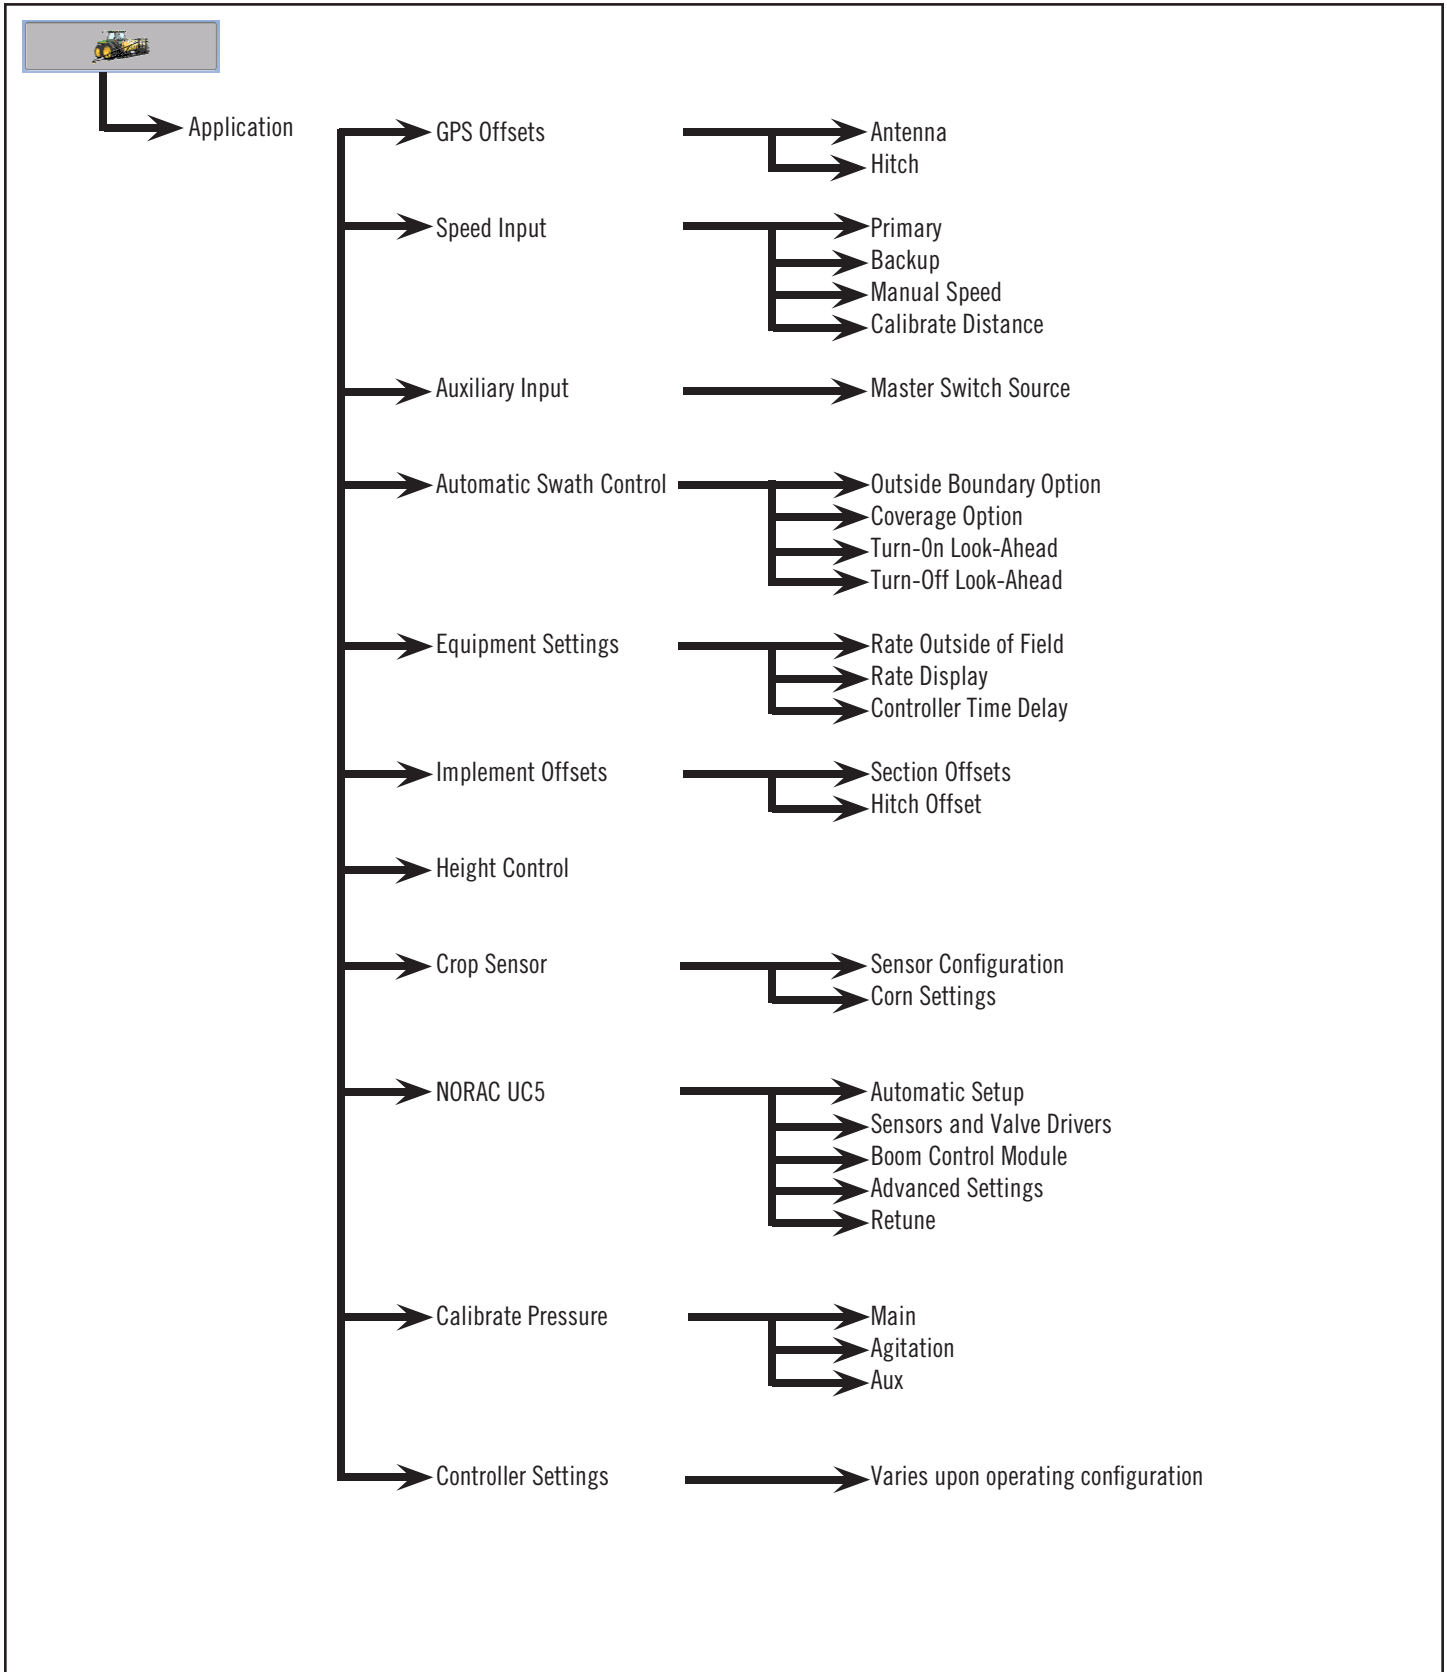 Application
GPS Offsets
Antenna
Hitch
Speed Input
Primary
Backup
Manual Speed
Calibrate Distance
Auxiliary Input
Master Switch Source
Automatic Swath Control
Outside Boundary Option
Coverage Option
Turn-On Look-Ahead
Turn-Off Look-Ahead
Equipment Settings
Rate Outside of Field
Rate Display
Controller Time Delay
Implement Offsets
Section Offsets
Hitch Offset
Height Control
Crop Sensor
Sensor Configuration
Corn Settings
NORAC UC5
Automatic Setup
Sensors and Valve Drivers
Boom Control Module
Advanced Settings
Retune
Calibrate Pressure
Main
Agitation
Aux
Controller Settings
Varies upon operating configuration